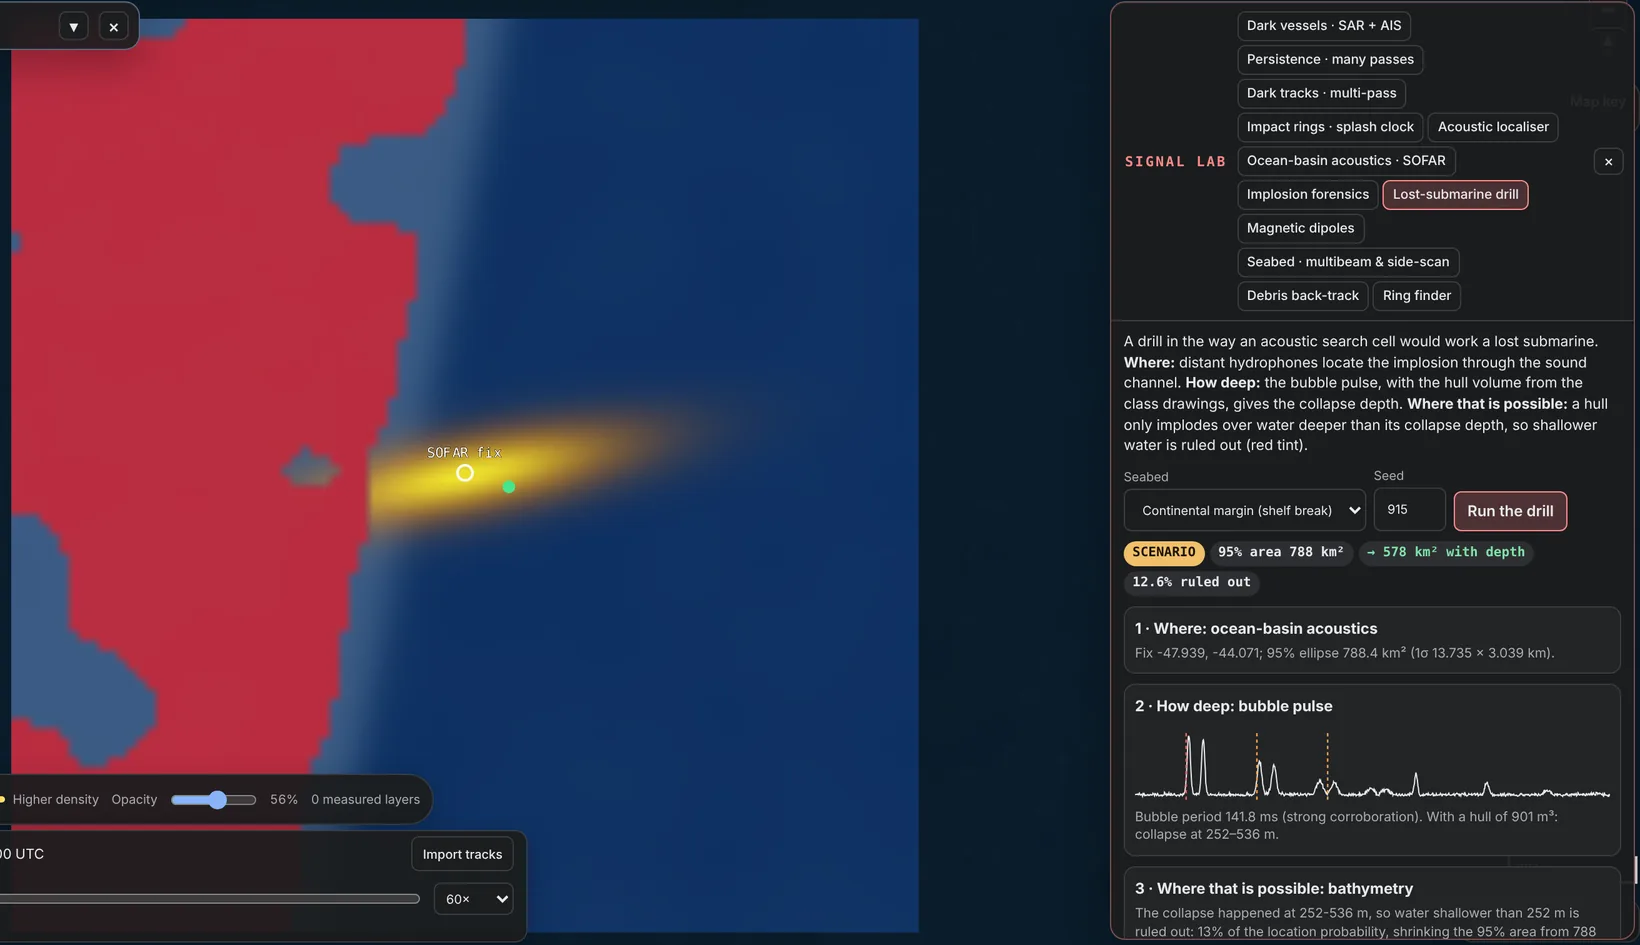 ▼
×
SOFAR fix
Higher density
Opacity
56%
0 measured layers
00 UTC
Import tracks
60×
Map key
SIGNAL LAB
Dark vessels · SAR + AIS
Persistence · many passes
Dark tracks · multi-pass
Impact rings · splash clock
Acoustic localiser
Ocean-basin acoustics · SOFAR
Implosion forensics
Lost-submarine drill
Magnetic dipoles
Seabed · multibeam & side-scan
Debris back-track
Ring finder
×
A drill in the way an acoustic search cell would work a lost submarine.
Where: distant hydrophones locate the implosion through the sound
channel. How deep: the bubble pulse, with the hull volume from the
class drawings, gives the collapse depth. Where that is possible: a hull
only implodes over water deeper than its collapse depth, so shallower
water is ruled out (red tint).
Seabed
Seed
Continental margin (shelf break)
915
Run the drill
SCENARIO
95% area 788 km²
→ 578 km² with depth
12.6% ruled out
1 · Where: ocean-basin acoustics
Fix -47.939, -44.071; 95% ellipse 788.4 km² (1σ 13.735 × 3.039 km).
2 · How deep: bubble pulse
Bubble period 141.8 ms (strong corroboration). With a hull of 901 m³:
collapse at 252–536 m.
3 · Where that is possible: bathymetry
The collapse happened at 252-536 m, so water shallower than 252 m is
ruled out: 13% of the location probability, shrinking the 95% area from 788